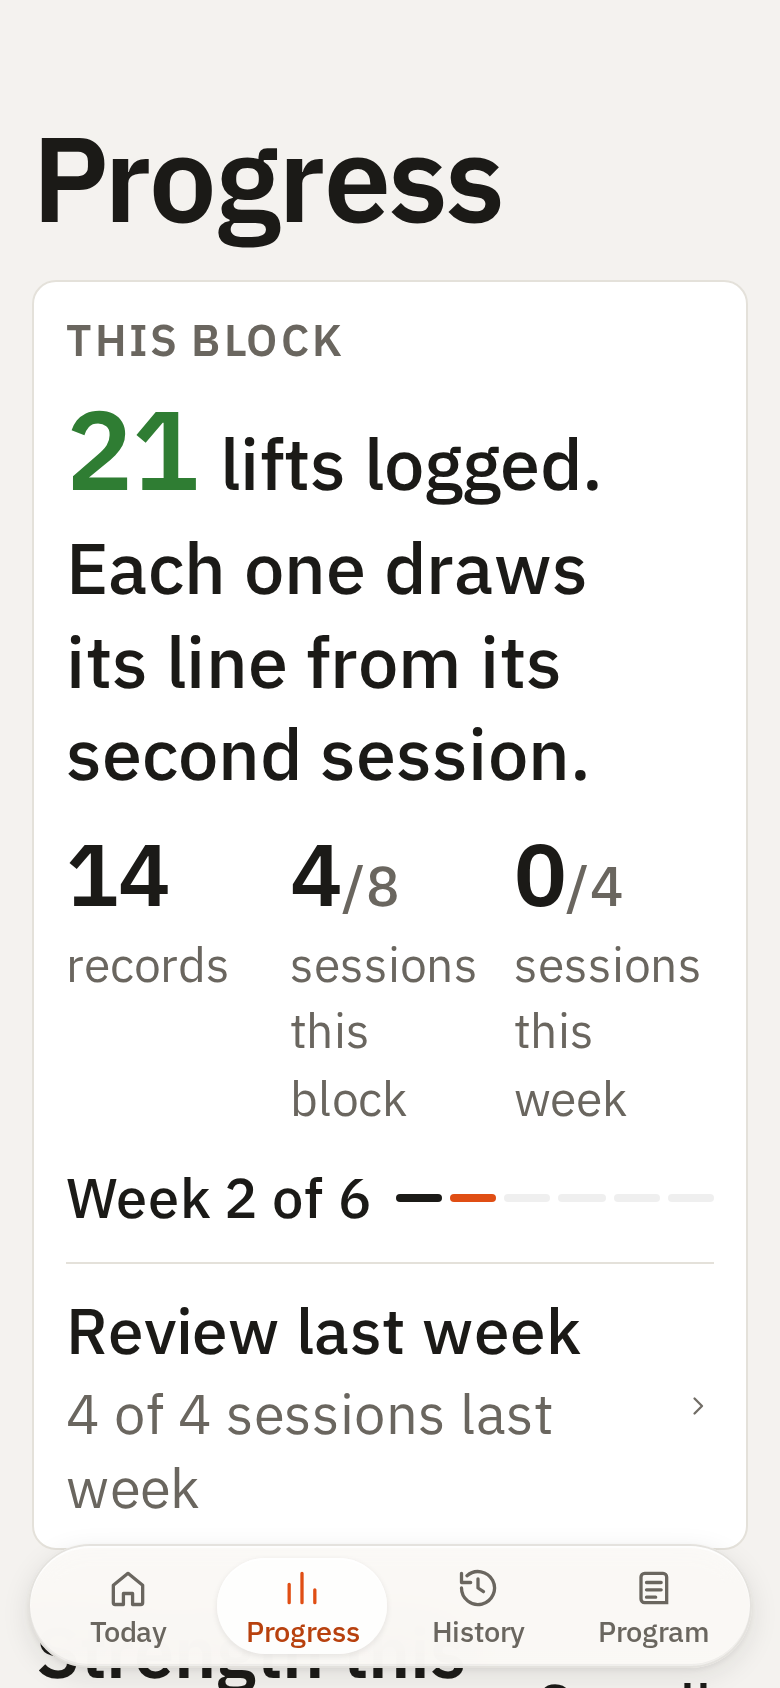 Progress
THIS BLOCK
21 lifts logged.
Each one draws
its line from its
second session.
14 4/8 0/4
records sessions sessions
this this
block week
Week 2 of 6
Review last week
4 of 4 sessions last
week
Today Progress History Program
Strength this